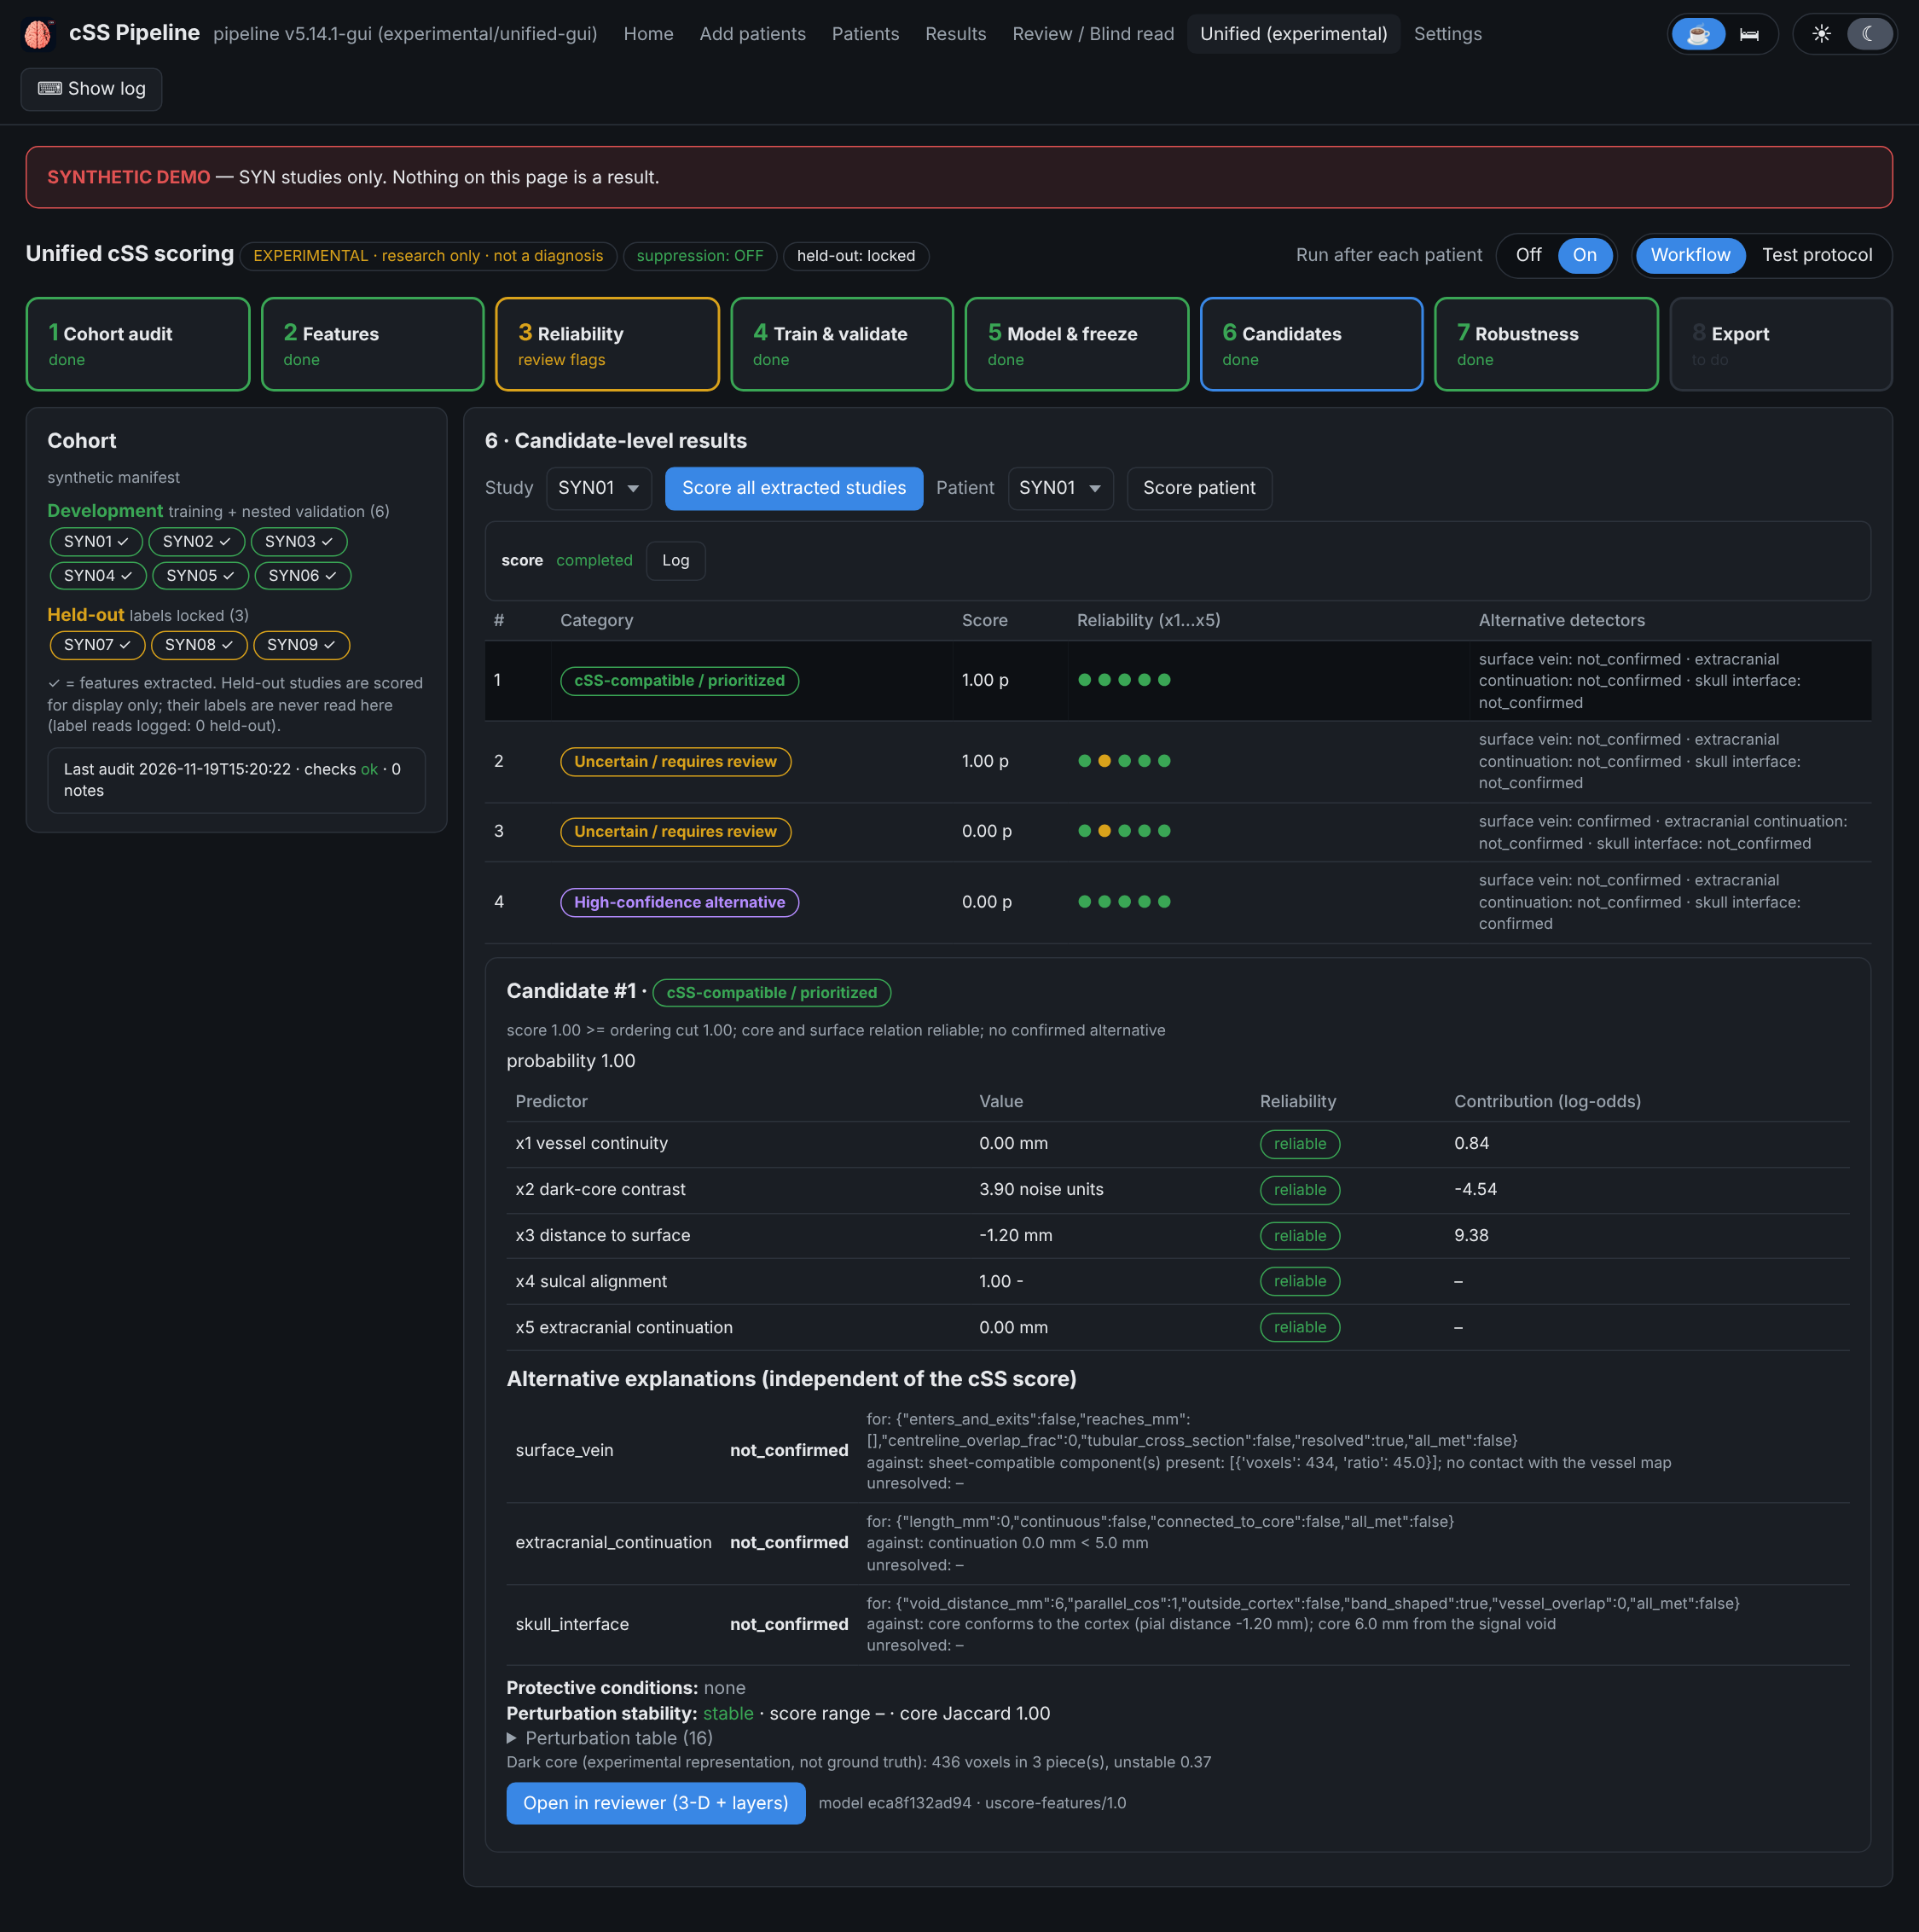 cSS Pipeline pipeline v5.14.1-gui (experimental/unified-gui) Home Add patients Patients Results Review / Blind read Unified (experimental) Settings
Show log
SYNTHETIC DEMO — SYN studies only. Nothing on this page is a result.
Unified cSS scoring EXPERIMENTAL · research only · not a diagnosis suppression: OFF held-out: locked Run after each patient Off On Workflow Test protocol
1 Cohort audit
done
2 Features
done
3 Reliability
review flags
4 Train & validate
done
5 Model & freeze
done
6 Candidates
done
7 Robustness
done
8 Export
to do
Cohort
synthetic manifest
Development training + nested validation (6)
SYN01 ✓ SYN02 ✓ SYN03 ✓
SYN04 ✓ SYN05 ✓ SYN06 ✓
Held-out labels locked (3)
SYN07 ✓ SYN08 ✓ SYN09 ✓
✓ = features extracted. Held-out studies are scored
for display only; their labels are never read here
(label reads logged: 0 held-out).
Last audit 2026-11-19T15:20:22 · checks ok · 0
notes
6 · Candidate-level results
Study SYN01 Score all extracted studies Patient SYN01 Score patient
score completed Log
# Category Score Reliability (x1...x5) Alternative detectors
1 cSS-compatible / prioritized 1.00 p surface vein: not_confirmed · extracranial
continuation: not_confirmed · skull interface:
not_confirmed
2 Uncertain / requires review 1.00 p surface vein: not_confirmed · extracranial
continuation: not_confirmed · skull interface:
not_confirmed
3 Uncertain / requires review 0.00 p surface vein: confirmed · extracranial continuation:
not_confirmed · skull interface: not_confirmed
4 High-confidence alternative 0.00 p surface vein: not_confirmed · extracranial
continuation: not_confirmed · skull interface:
confirmed
Candidate #1 · cSS-compatible / prioritized
score 1.00 >= ordering cut 1.00; core and surface relation reliable; no confirmed alternative
probability 1.00
Predictor Value Reliability Contribution (log-odds)
x1 vessel continuity 0.00 mm reliable 0.84
x2 dark-core contrast 3.90 noise units reliable -4.54
x3 distance to surface -1.20 mm reliable 9.38
x4 sulcal alignment 1.00 - reliable –
x5 extracranial continuation 0.00 mm reliable –
Alternative explanations (independent of the cSS score)
surface_vein not_confirmed for: {"enters_and_exits":false,"reaches_mm":
[],"centreline_overlap_frac":0,"tubular_cross_section":false,"resolved":true,"all_met":false}
against: sheet-compatible component(s) present: [{'voxels': 434, 'ratio': 45.0}]; no contact with the vessel map
unresolved: –
extracranial_continuation not_confirmed for: {"length_mm":0,"continuous":false,"connected_to_core":false,"all_met":false}
against: continuation 0.0 mm < 5.0 mm
unresolved: –
skull_interface not_confirmed for: {"void_distance_mm":6,"parallel_cos":1,"outside_cortex":false,"band_shaped":true,"vessel_overlap":0,"all_met":false}
against: core conforms to the cortex (pial distance -1.20 mm); core 6.0 mm from the signal void
unresolved: –
Protective conditions: none
Perturbation stability: stable · score range – · core Jaccard 1.00
Perturbation table (16)
Dark core (experimental representation, not ground truth): 436 voxels in 3 piece(s), unstable 0.37
Open in reviewer (3-D + layers) model eca8f132ad94 · uscore-features/1.0